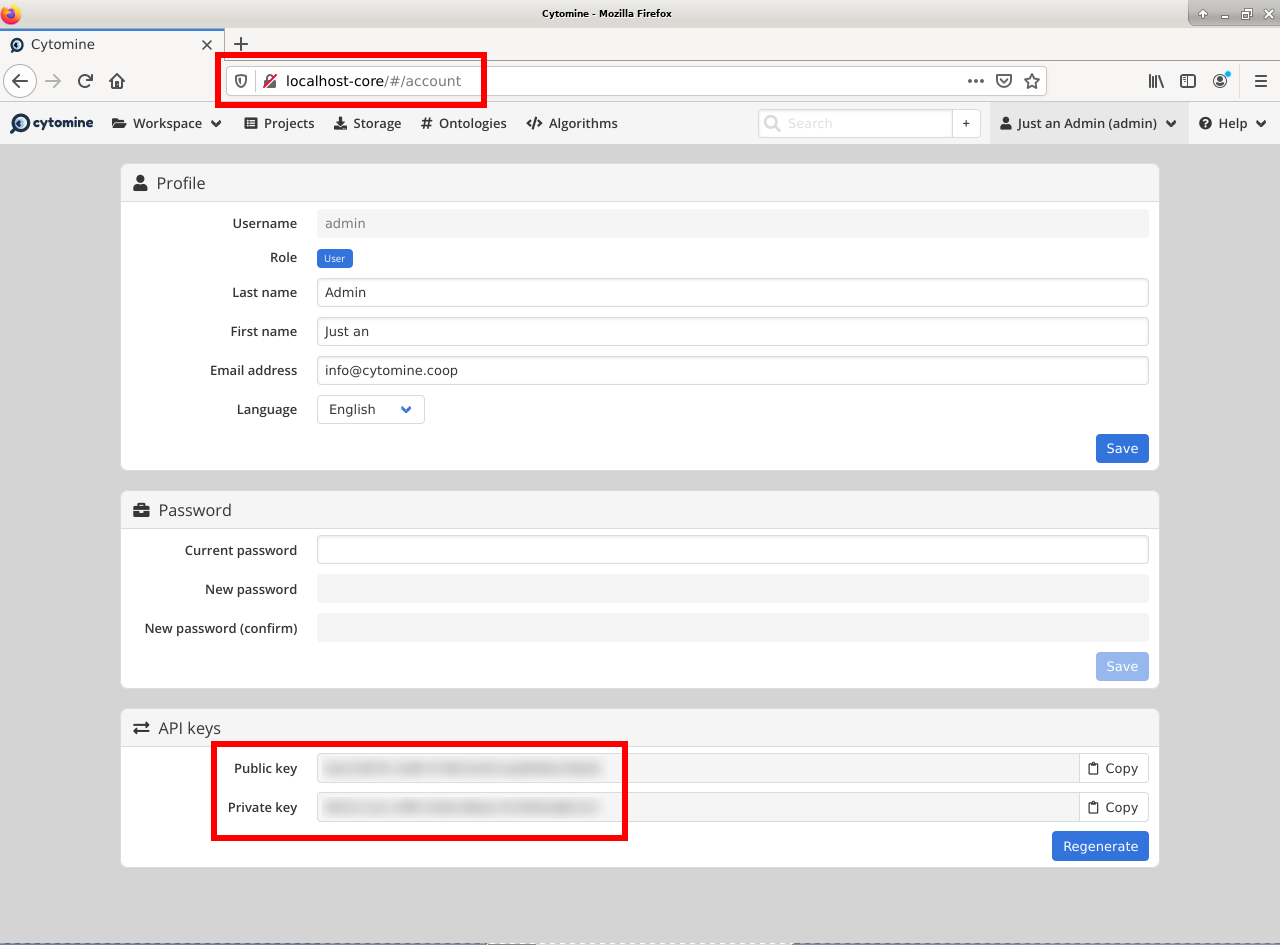 Cytomine - Mozilla Firefox
Cytomine
localhost-core/#/account
cytomine Workspace Projects Storage # Ontologies </> Algorithms Search + Just an Admin (admin) Help
Profile
Username admin
Role User
Last name Admin
First name Just an
Email address info@cytomine.coop
Language English
Save
Password
Current password
New password
New password (confirm)
Save
API keys
Public key Copy
Private key Copy
Regenerate